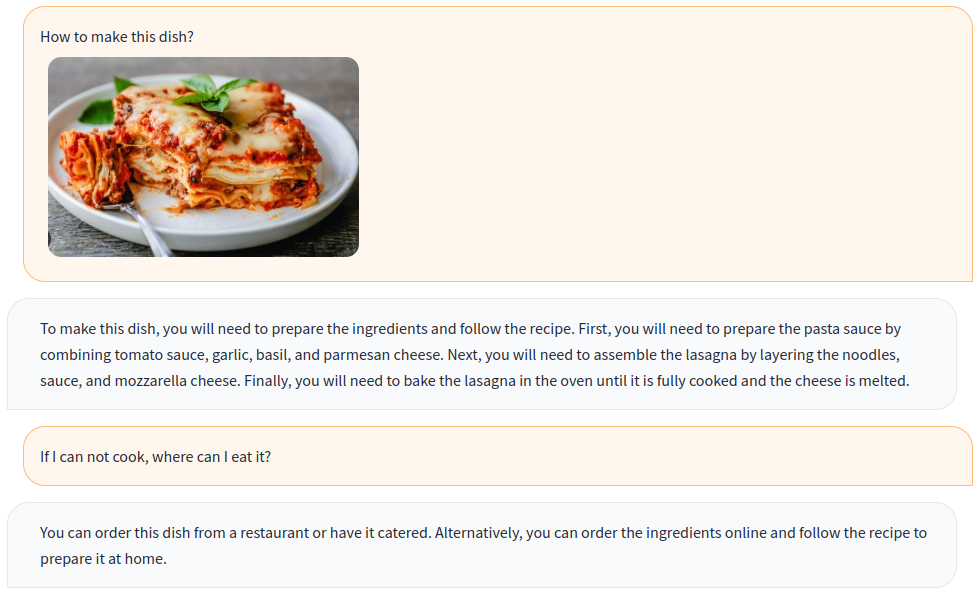 How to make this dish?
To make this dish, you will need to prepare the ingredients and follow the recipe. First, you will need to prepare the pasta sauce by
combining tomato sauce, garlic, basil, and parmesan cheese. Next, you will need to assemble the lasagna by layering the noodles,
sauce, and mozzarella cheese. Finally, you will need to bake the lasagna in the oven until it is fully cooked and the cheese is melted.
If I can not cook, where can I eat it?
You can order this dish from a restaurant or have it catered. Alternatively, you can order the ingredients online and follow the recipe to
prepare it at home.